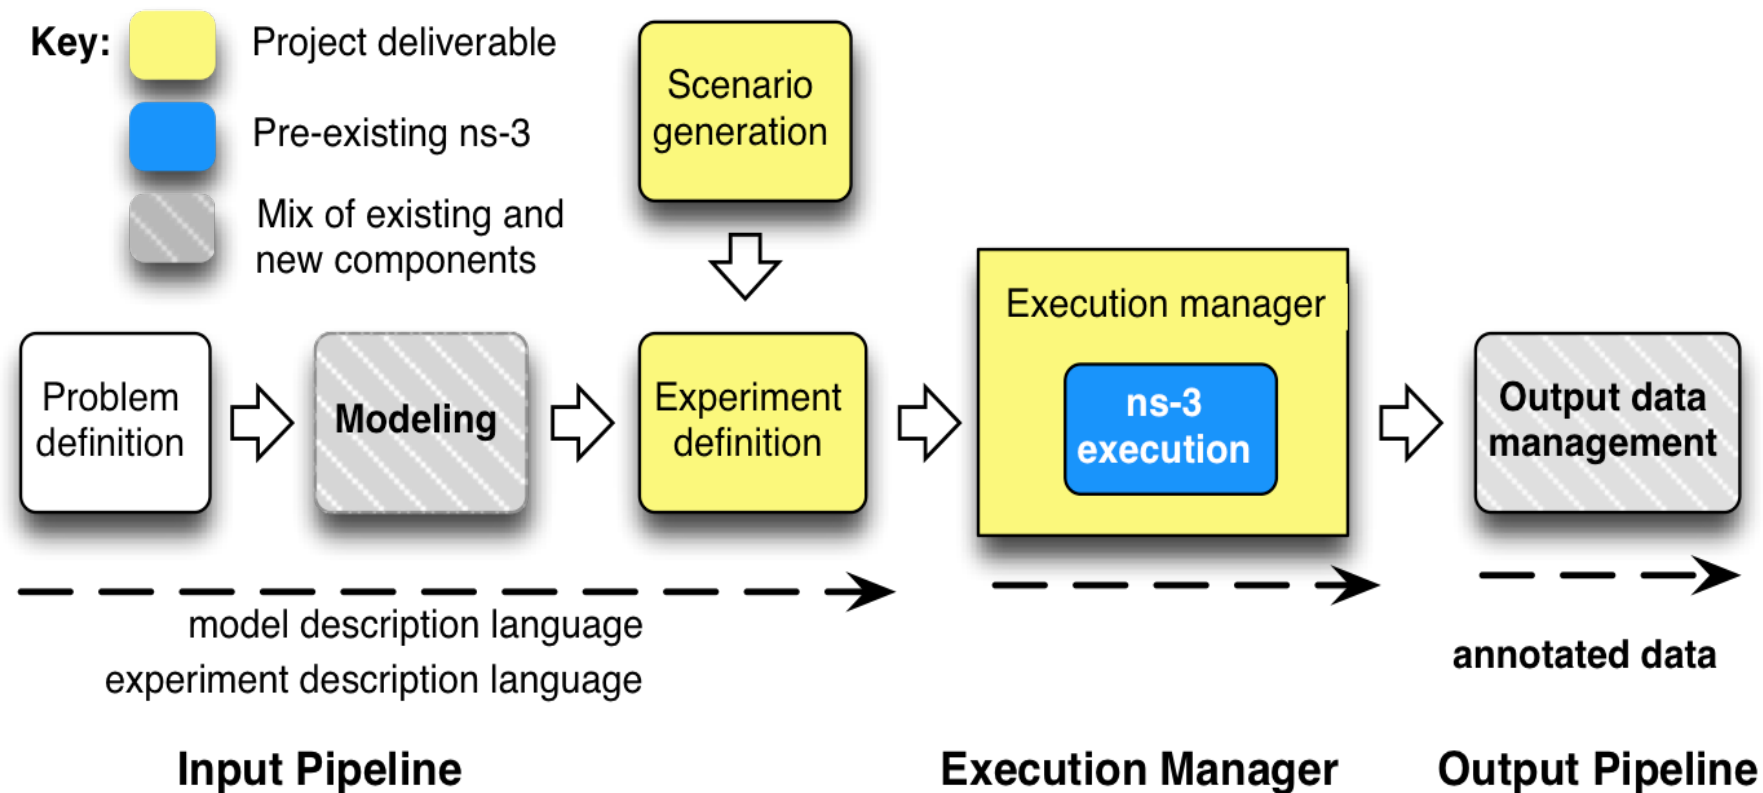 Key:
Project deliverable
Pre-existing ns-3
Mix of existing and
new components
Scenario
generation
Problem
definition
Modeling
Experiment
definition
Execution manager
ns-3
execution
Output data
management
model description language
experiment description language
annotated data
Input Pipeline
Execution Manager
Output Pipeline